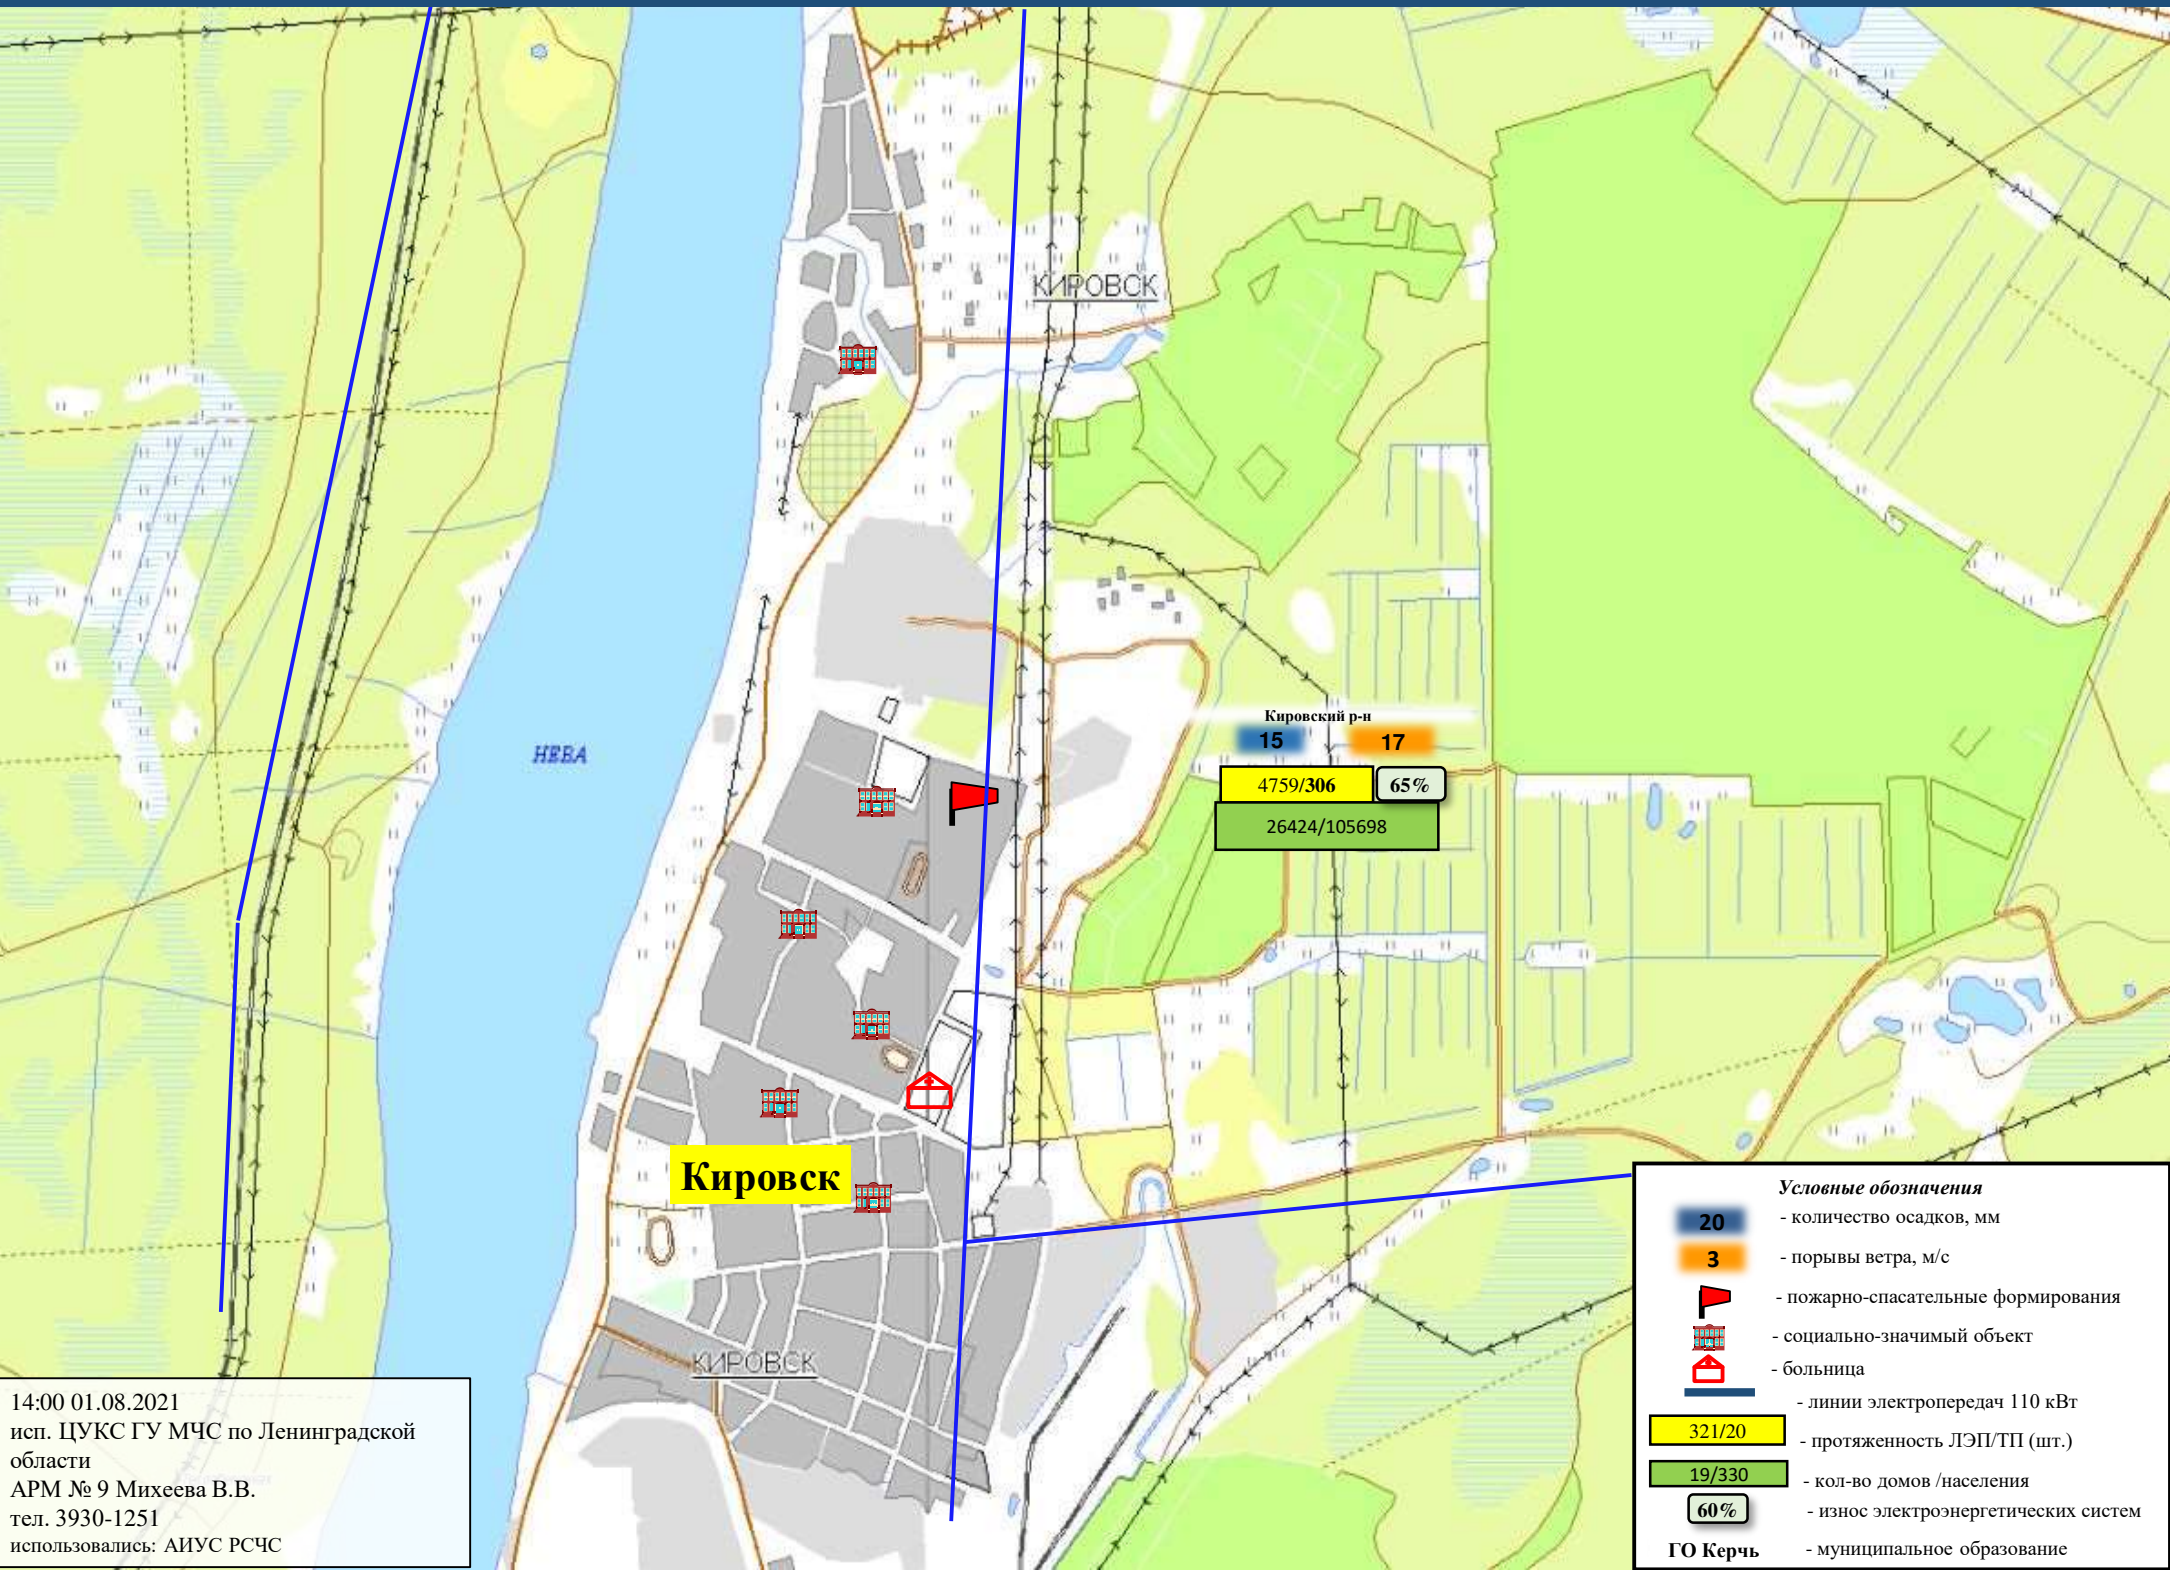 КИРОВСК
НЕВА
Кировский р-н
15
17
4759/306
65%
26424/105698
Кировск
КИРОВСК
14:00 01.08.2021
исп. ЦУКС ГУ МЧС по Ленинградской
области
АРМ № 9 Михеева В.В.
тел. 3930-1251
использовались: АИУС РСЧС
Условные обозначения
20 - количество осадков, мм
3 - порывы ветра, м/с
- пожарно-спасательные формирования
- социально-значимый объект
- больница
- линии электропередач 110 кВт
321/20 - протяженность ЛЭП/ТП (шт.)
19/330 - кол-во домов /населения
60% - износ электроэнергетических систем
ГО Керчь - муниципальное образование